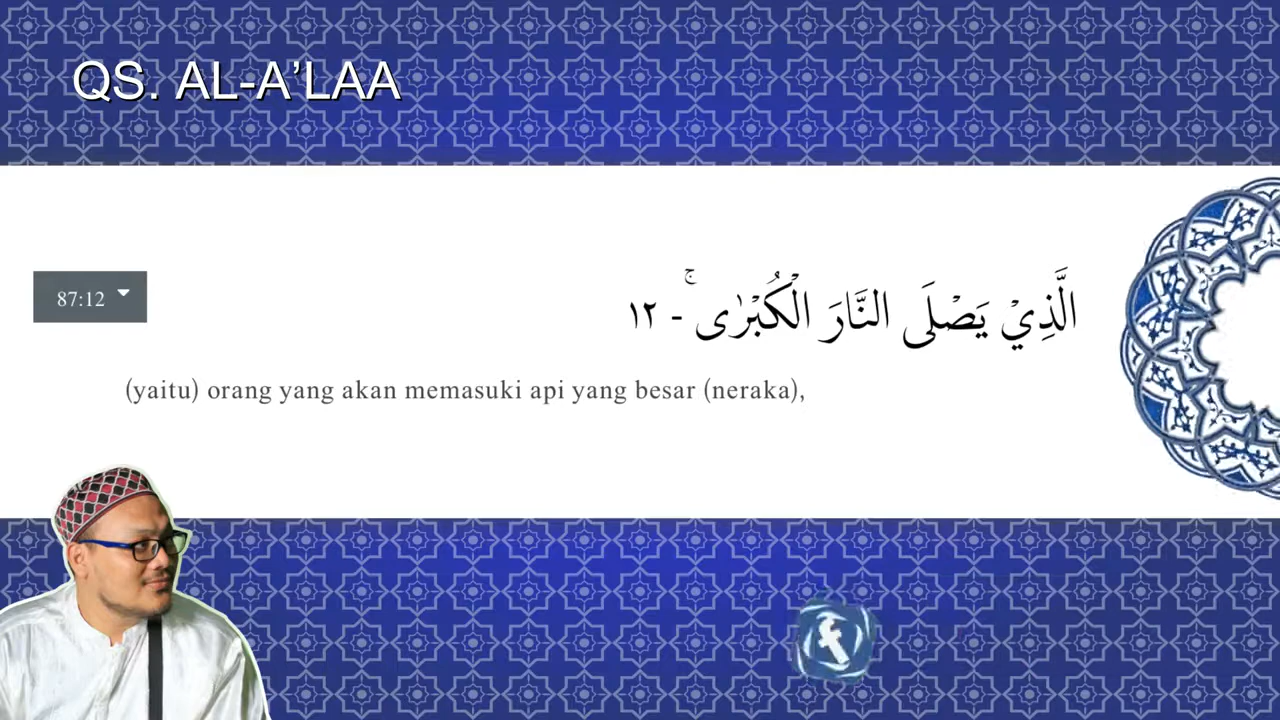 QS. AL-A’LAA
87:12
الَّذِيْ يَصْلَى النَّارَ الْكُبْرٰىۚ - ١٢
(yaitu) orang yang akan memasuki api yang besar (neraka),